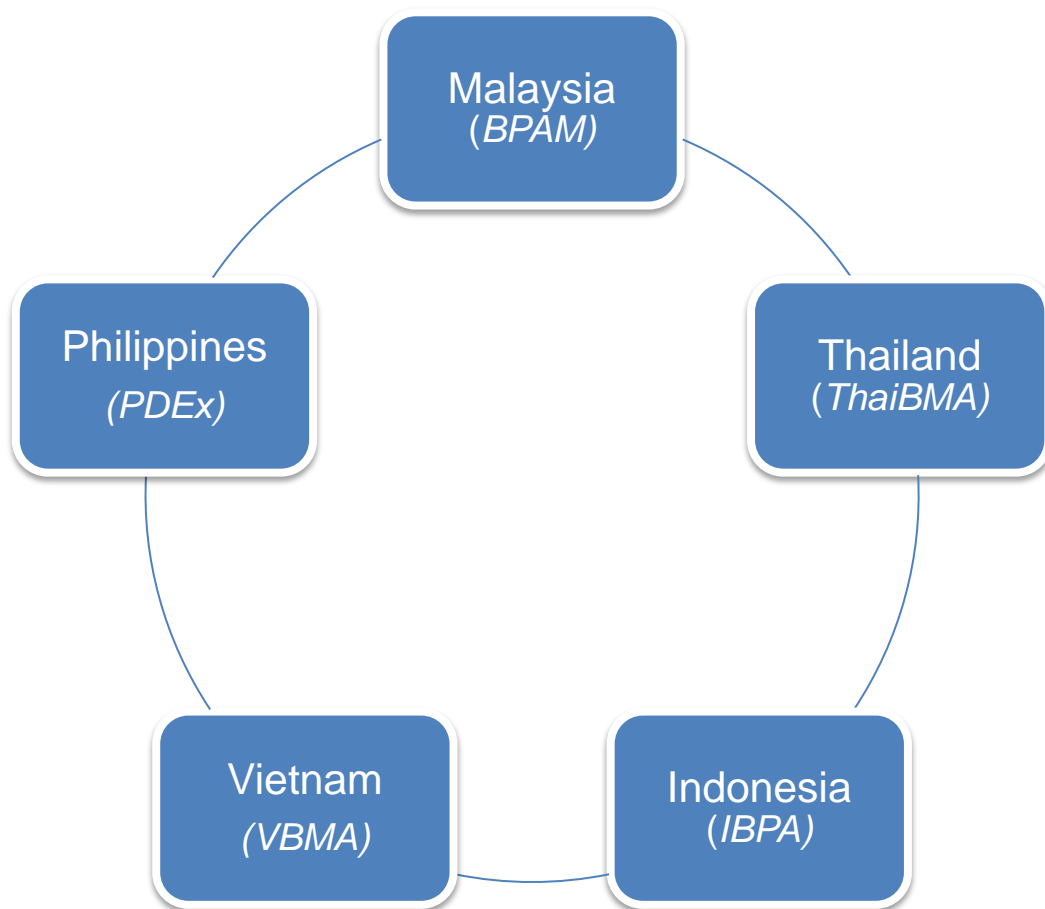 Malaysia
(BPAM)
Philippines
(PDEx)
Thailand
(ThaiBMA)
Vietnam
(VBMA)
Indonesia
(IBPA)